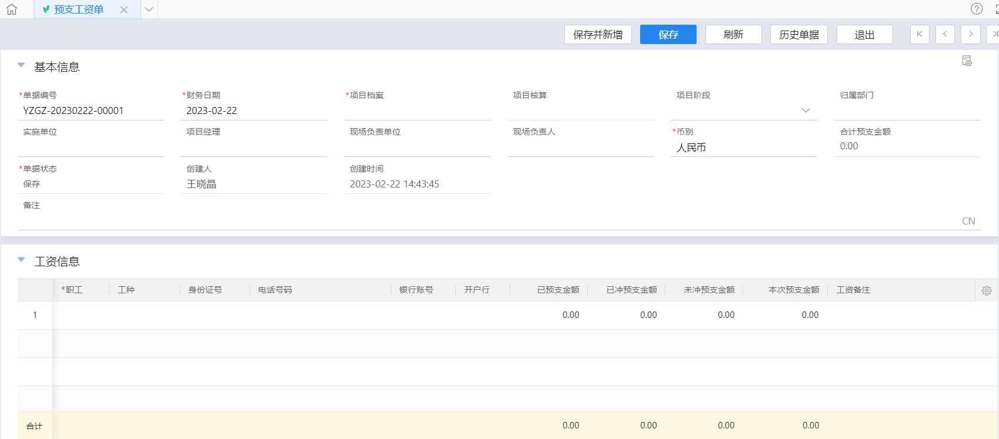 预支工资单
保存并新增 保存 刷新 历史单据 退出
基本信息
*单据编号 *财务日期 *项目档案 项目核算 项目阶段 归属部门
YZGZ-20230222-00001 2023-02-22
实施单位 项目经理 现场负责单位 现场负责人 *币别 合计预支金额
人民币 0.00
*单据状态 创建人 创建时间
保存 王晓晶 2023-02-22 14:43:45
备注
CN
工资信息
*职工 工种 身份证号 电话号码 银行账号 开户行 已预支金额 已冲预支金额 未冲预支金额 本次预支金额 工资备注
1 0.00 0.00 0.00 0.00
合计 0.00 0.00 0.00 0.00